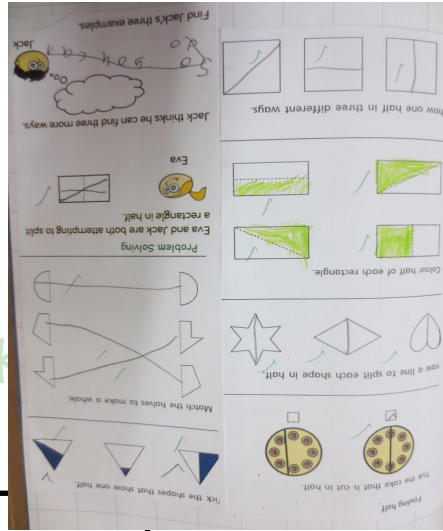 Finding half
Tick the cake that is cut in half.
raw a line to split each shape in half.
Colour half of each rectangle.
how one half in three different ways.
Tick the shapes that show one half.
Match the halves to make a whole.
Problem Solving
Eva and Jack are both attempting to split
a rectangle in half.
Eva
Jack thinks he can find three more ways.
Jack
Find Jack's three examples.